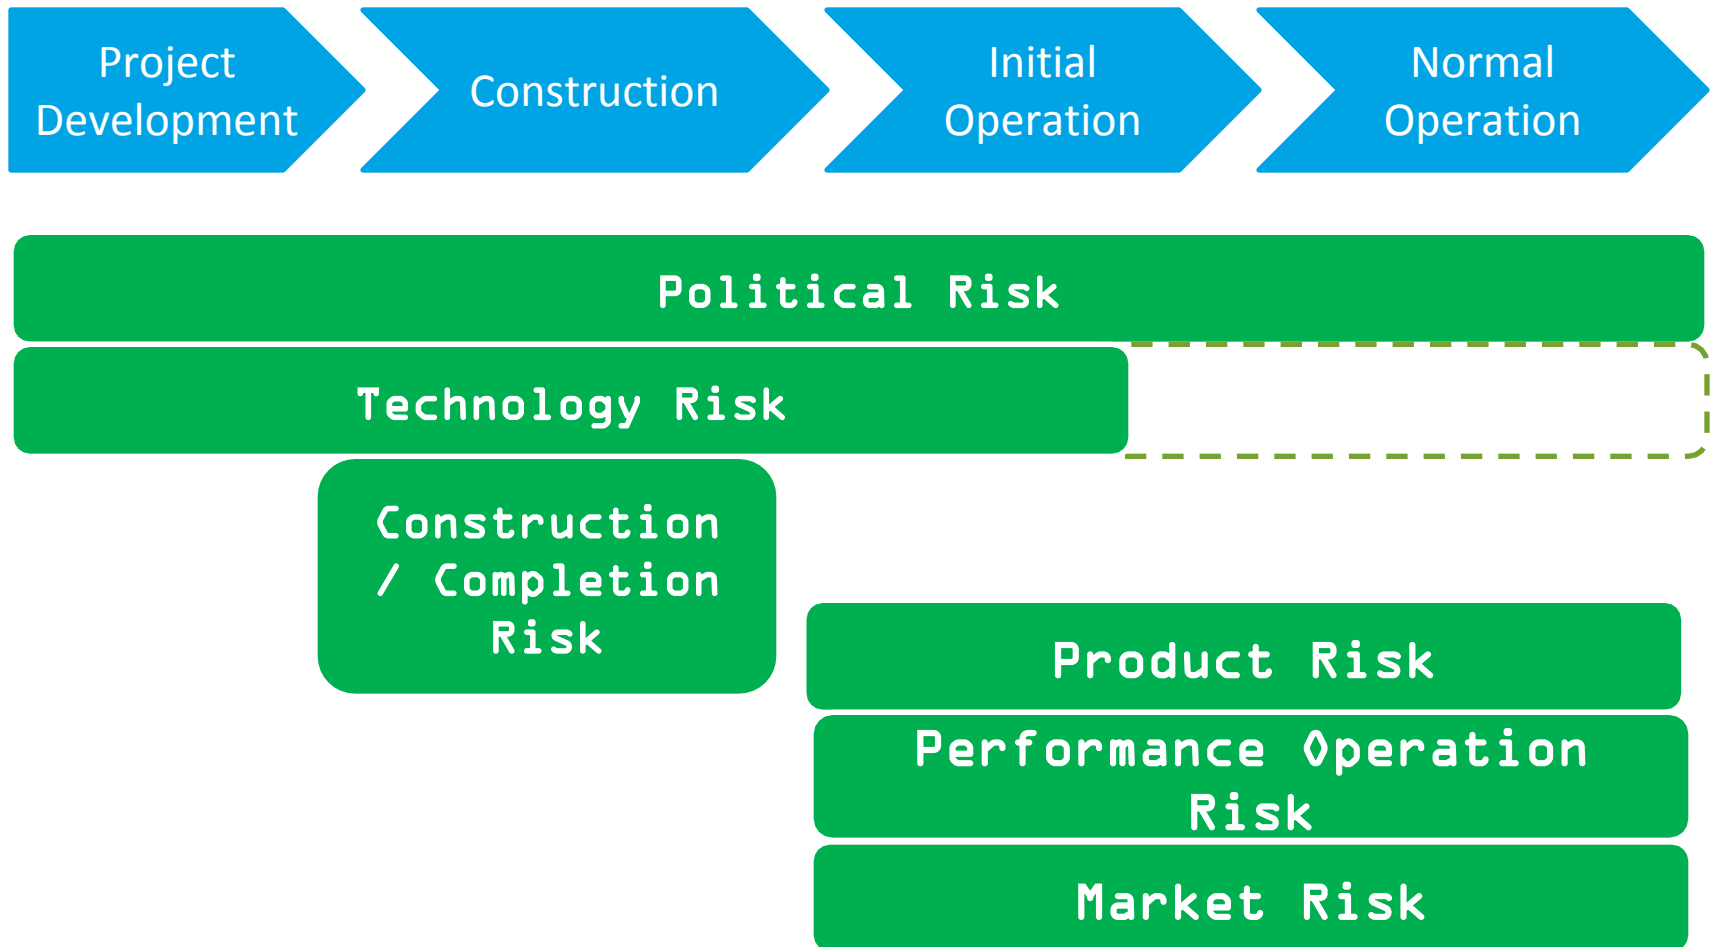 Project
Development
Construction
Initial
Operation
Normal
Operation
Political Risk
Technology Risk
Construction
/ Completion
Risk
Product Risk
Performance Operation
Risk
Market Risk